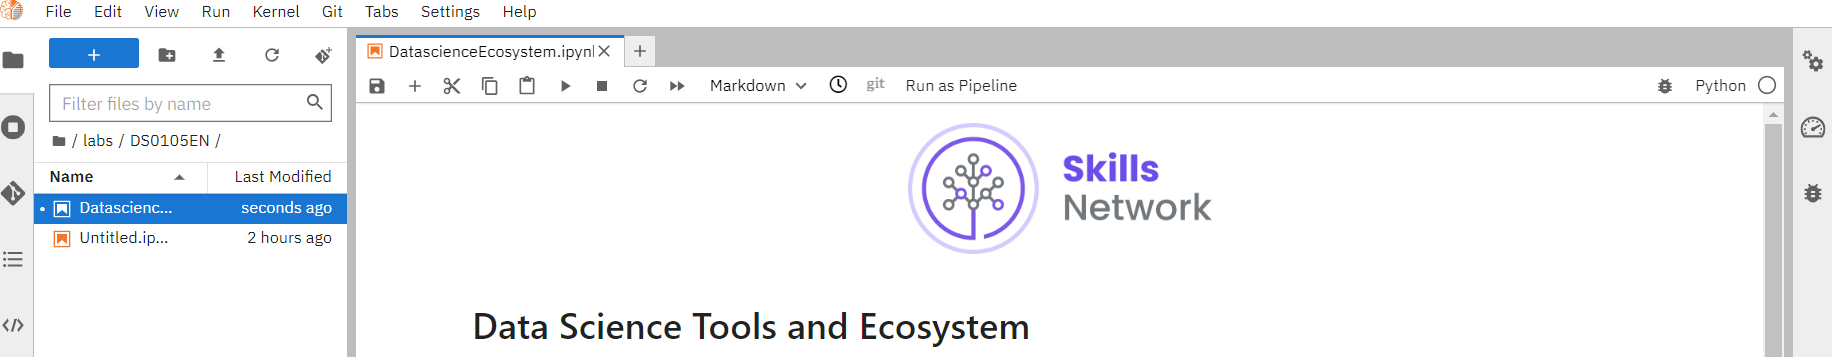 File Edit View Run Kernel Git Tabs Settings Help
DatascienceEcosystem.ipynl
Filter files by name
Markdown git Run as Pipeline Python
/ labs / DS0105EN /
Name Last Modified
Datascienc... seconds ago
Untitled.ip... 2 hours ago
Skills
Network
Data Science Tools and Ecosystem